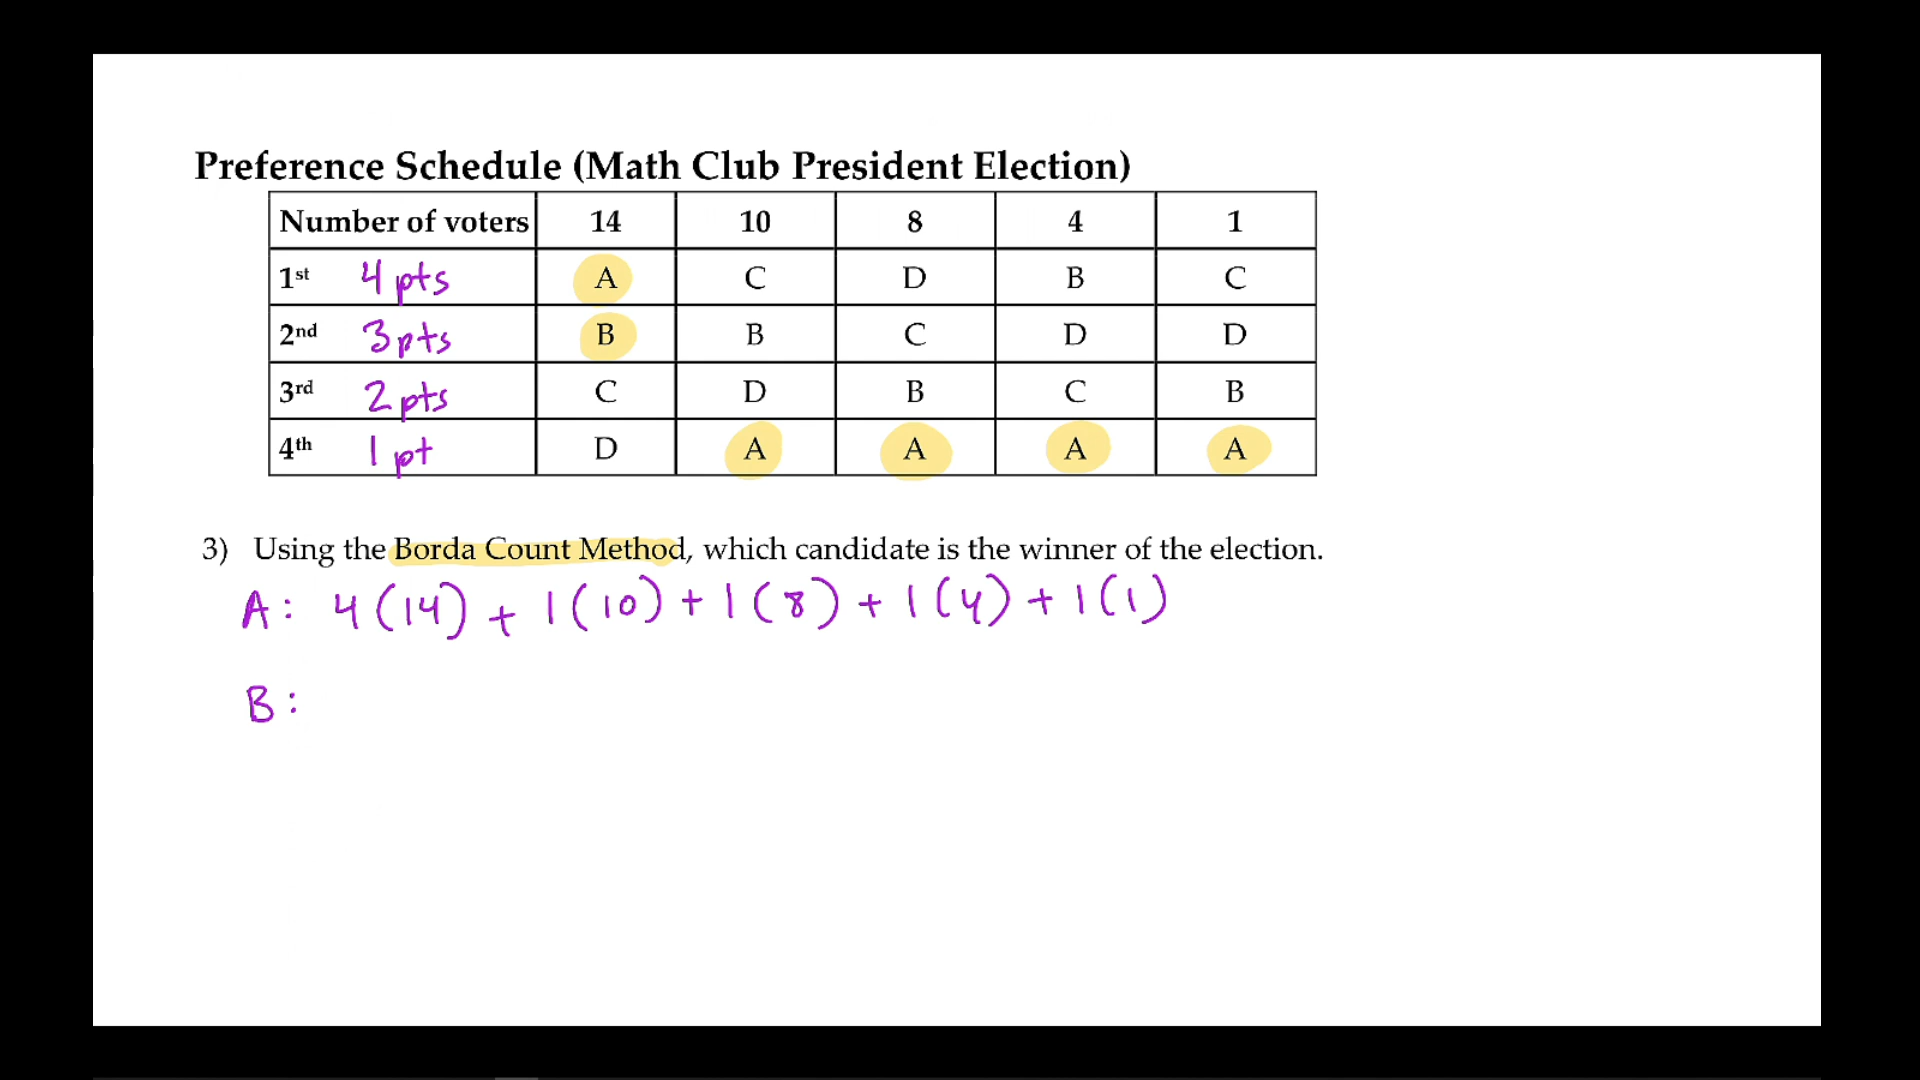 Preference Schedule (Math Club President Election)
Number of voters 14 10 8 4 1
1st 4 pts A C D B C
2nd 3 pts B B C D D
3rd 2 pts C D B C B
4th 1 pt D A A A A
3) Using the Borda Count Method, which candidate is the winner of the election.
A: 4(14) + 1(10) + 1(8) + 1(4) + 1(1)
B: